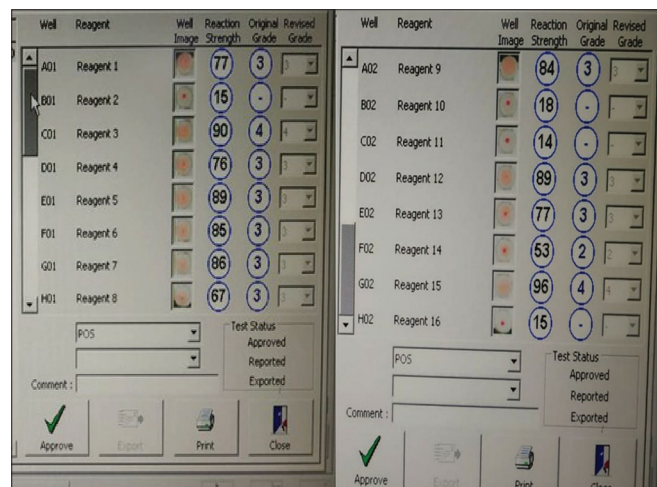 Well Reagent Well Image Reaction Strength Original Grade Revised Grade
A01 Reagent 1 77 3 3
B01 Reagent 2 15 - -
C01 Reagent 3 90 4 4
D01 Reagent 4 76 3 3
E01 Reagent 5 89 3 3
F01 Reagent 6 85 3 3
G01 Reagent 7 86 3 3
H01 Reagent 8 67 3 3
POS
Test Status
Approved
Reported
Exported
Comment :
Approve Export Print Close
Well Reagent Well Image Reaction Strength Original Grade Revised Grade
A02 Reagent 9 84 3 3
B02 Reagent 10 18 - -
C02 Reagent 11 14 - -
D02 Reagent 12 89 3 3
E02 Reagent 13 77 3 3
F02 Reagent 14 53 2 2
G02 Reagent 15 96 4 4
H02 Reagent 16 15 - -
POS
Test Status
Approved
Reported
Exported
Comment :
Approve Export Print Close